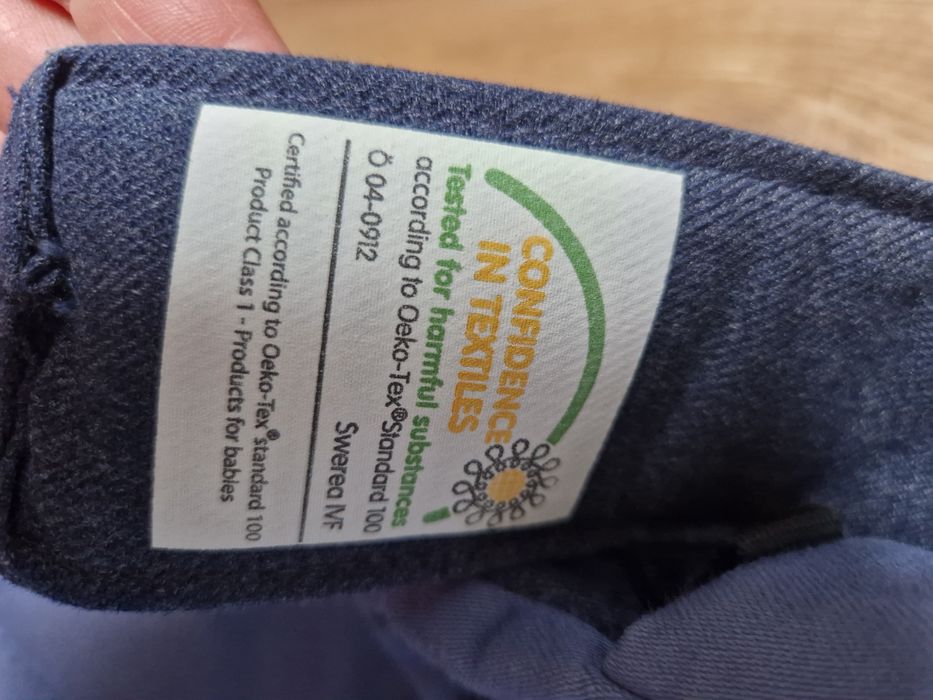 CONFIDENCE
IN TEXTILES
Tested for harmful substances
according to Oeko-Tex®Standard 100
Ö 04-0912 Swerea IVF
Certified according to Oeko-Tex® standard 100
Product Class 1 - Products for babies